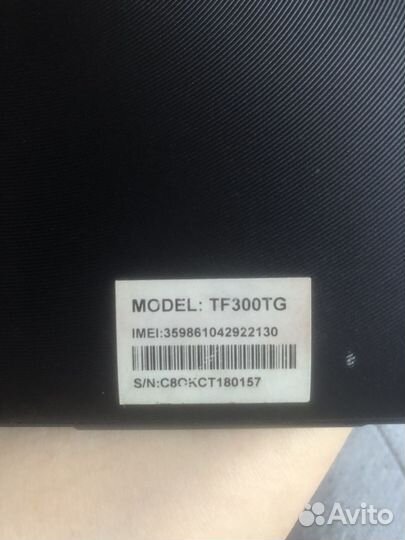 MODEL: TF300TG
IMEI:359861042922130
S/N:C8OKCT180157
Avito